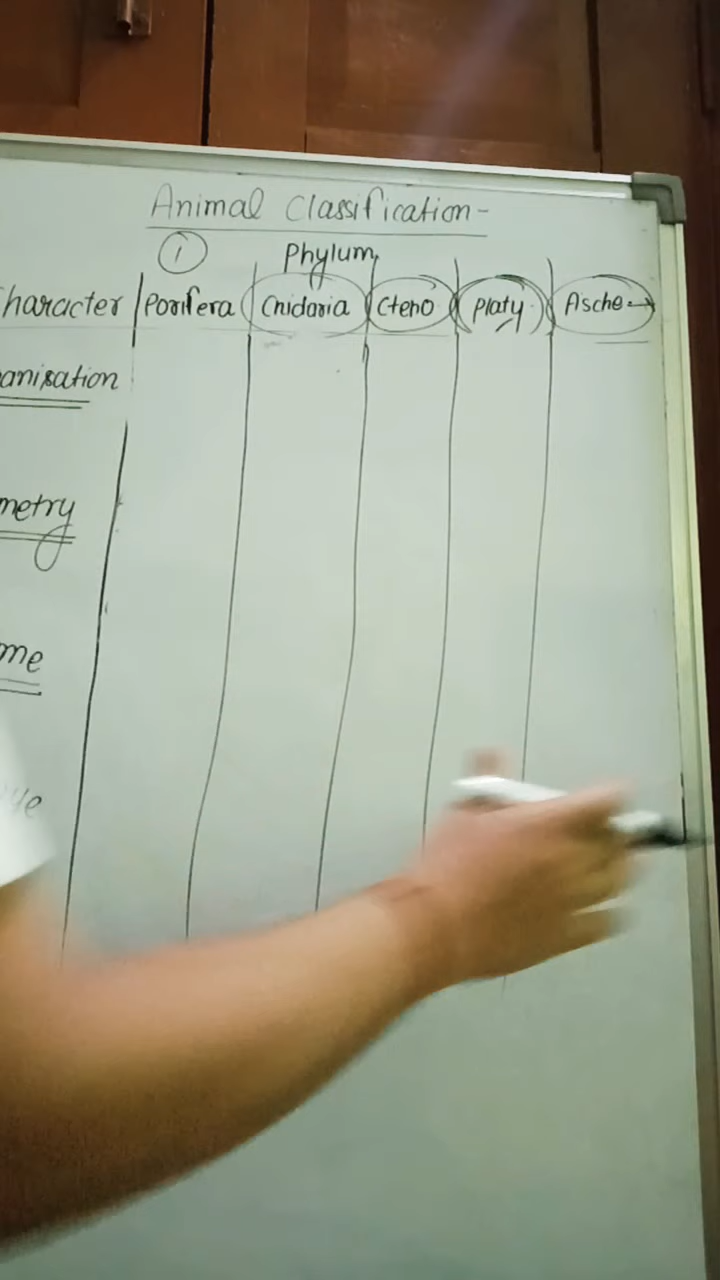 Animal Classification-
① Phylum
haracter Porifera Cnidaria Cteno Platy. Asche→
anisation
metry
me